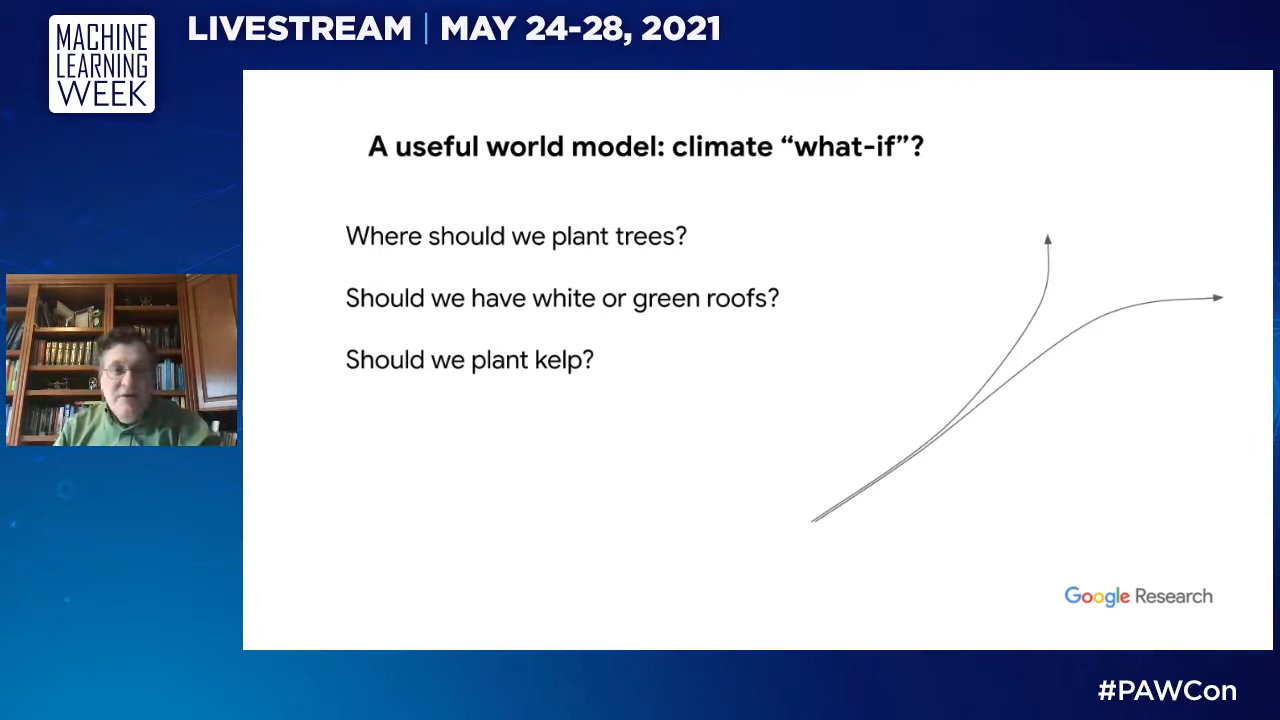 MACHINE
LEARNING
WEEK
LIVESTREAM | MAY 24-28, 2021
A useful world model: climate “what-if”?
Where should we plant trees?
Should we have white or green roofs?
Should we plant kelp?
Google Research
#PAWCon